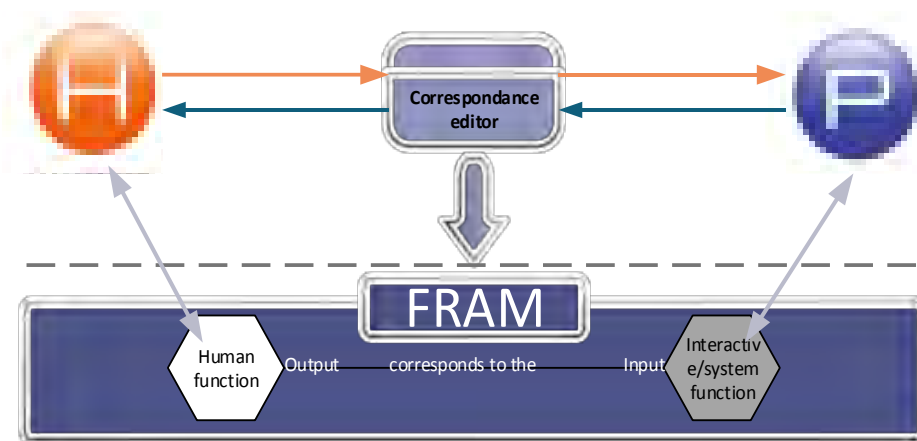 H
Correspondance
editor
P
FRAM
Human
function
Output
corresponds to the
Input
Interactiv
e/system
function